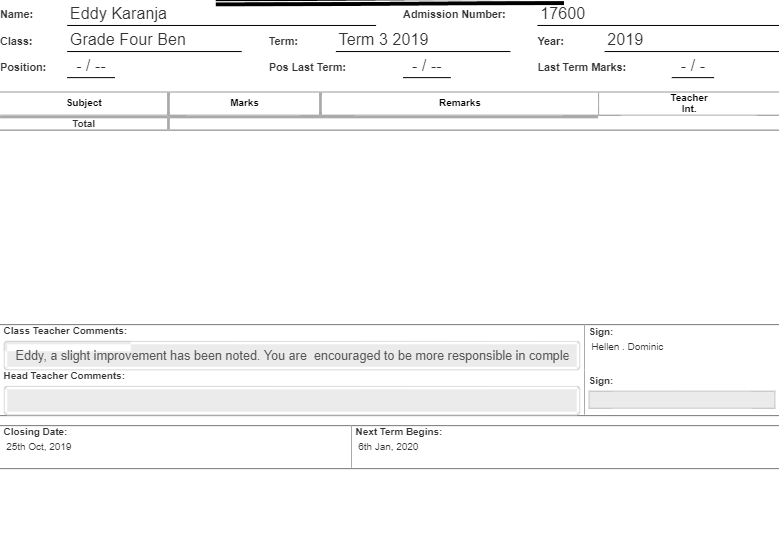 Name: Eddy Karanja Admission Number: 17600
Class: Grade Four Ben Term: Term 3 2019 Year: 2019
Position: - / -- Pos Last Term: - / -- Last Term Marks: - / -
Subject Marks Remarks Teacher Int.
Total
Class Teacher Comments: Sign:
Eddy, a slight improvement has been noted. You are encouraged to be more responsible in comple
Hellen . Dominic
Head Teacher Comments: Sign:
Closing Date: Next Term Begins:
25th Oct, 2019 6th Jan, 2020